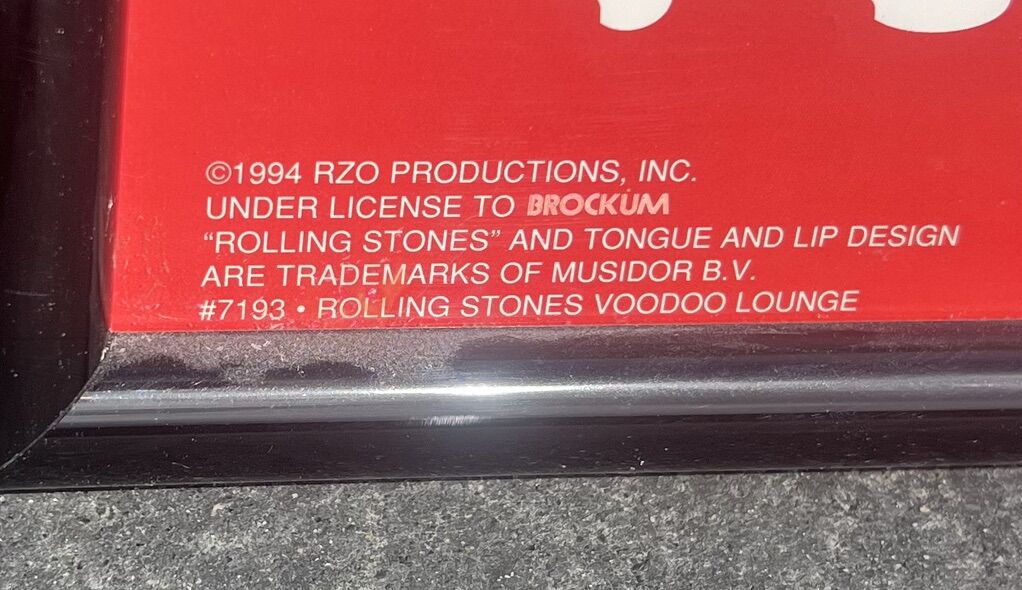 ©1994 RZO PRODUCTIONS, INC.
UNDER LICENSE TO BROCKUM
“ROLLING STONES” AND TONGUE AND LIP DESIGN
ARE TRADEMARKS OF MUSIDOR B.V.
#7193 • ROLLING STONES VOODOO LOUNGE